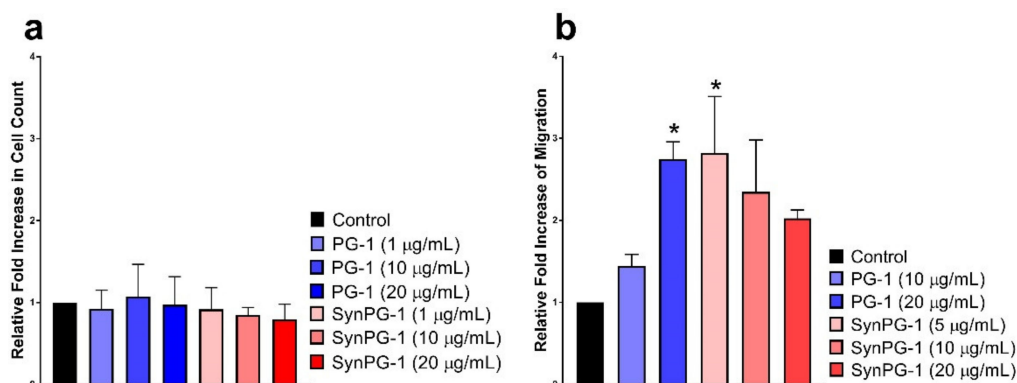 a
Relative Fold Increase in Cell Count
4
3
2
1
0
Control
PG-1 (1 µg/mL)
PG-1 (10 µg/mL)
PG-1 (20 µg/mL)
SynPG-1 (1 µg/mL)
SynPG-1 (10 µg/mL)
SynPG-1 (20 µg/mL)
b
Relative Fold Increase of Migration
4
3
2
1
0
*
*
Control
PG-1 (10 µg/mL)
PG-1 (20 µg/mL)
SynPG-1 (5 µg/mL)
SynPG-1 (10 µg/mL)
SynPG-1 (20 µg/mL)